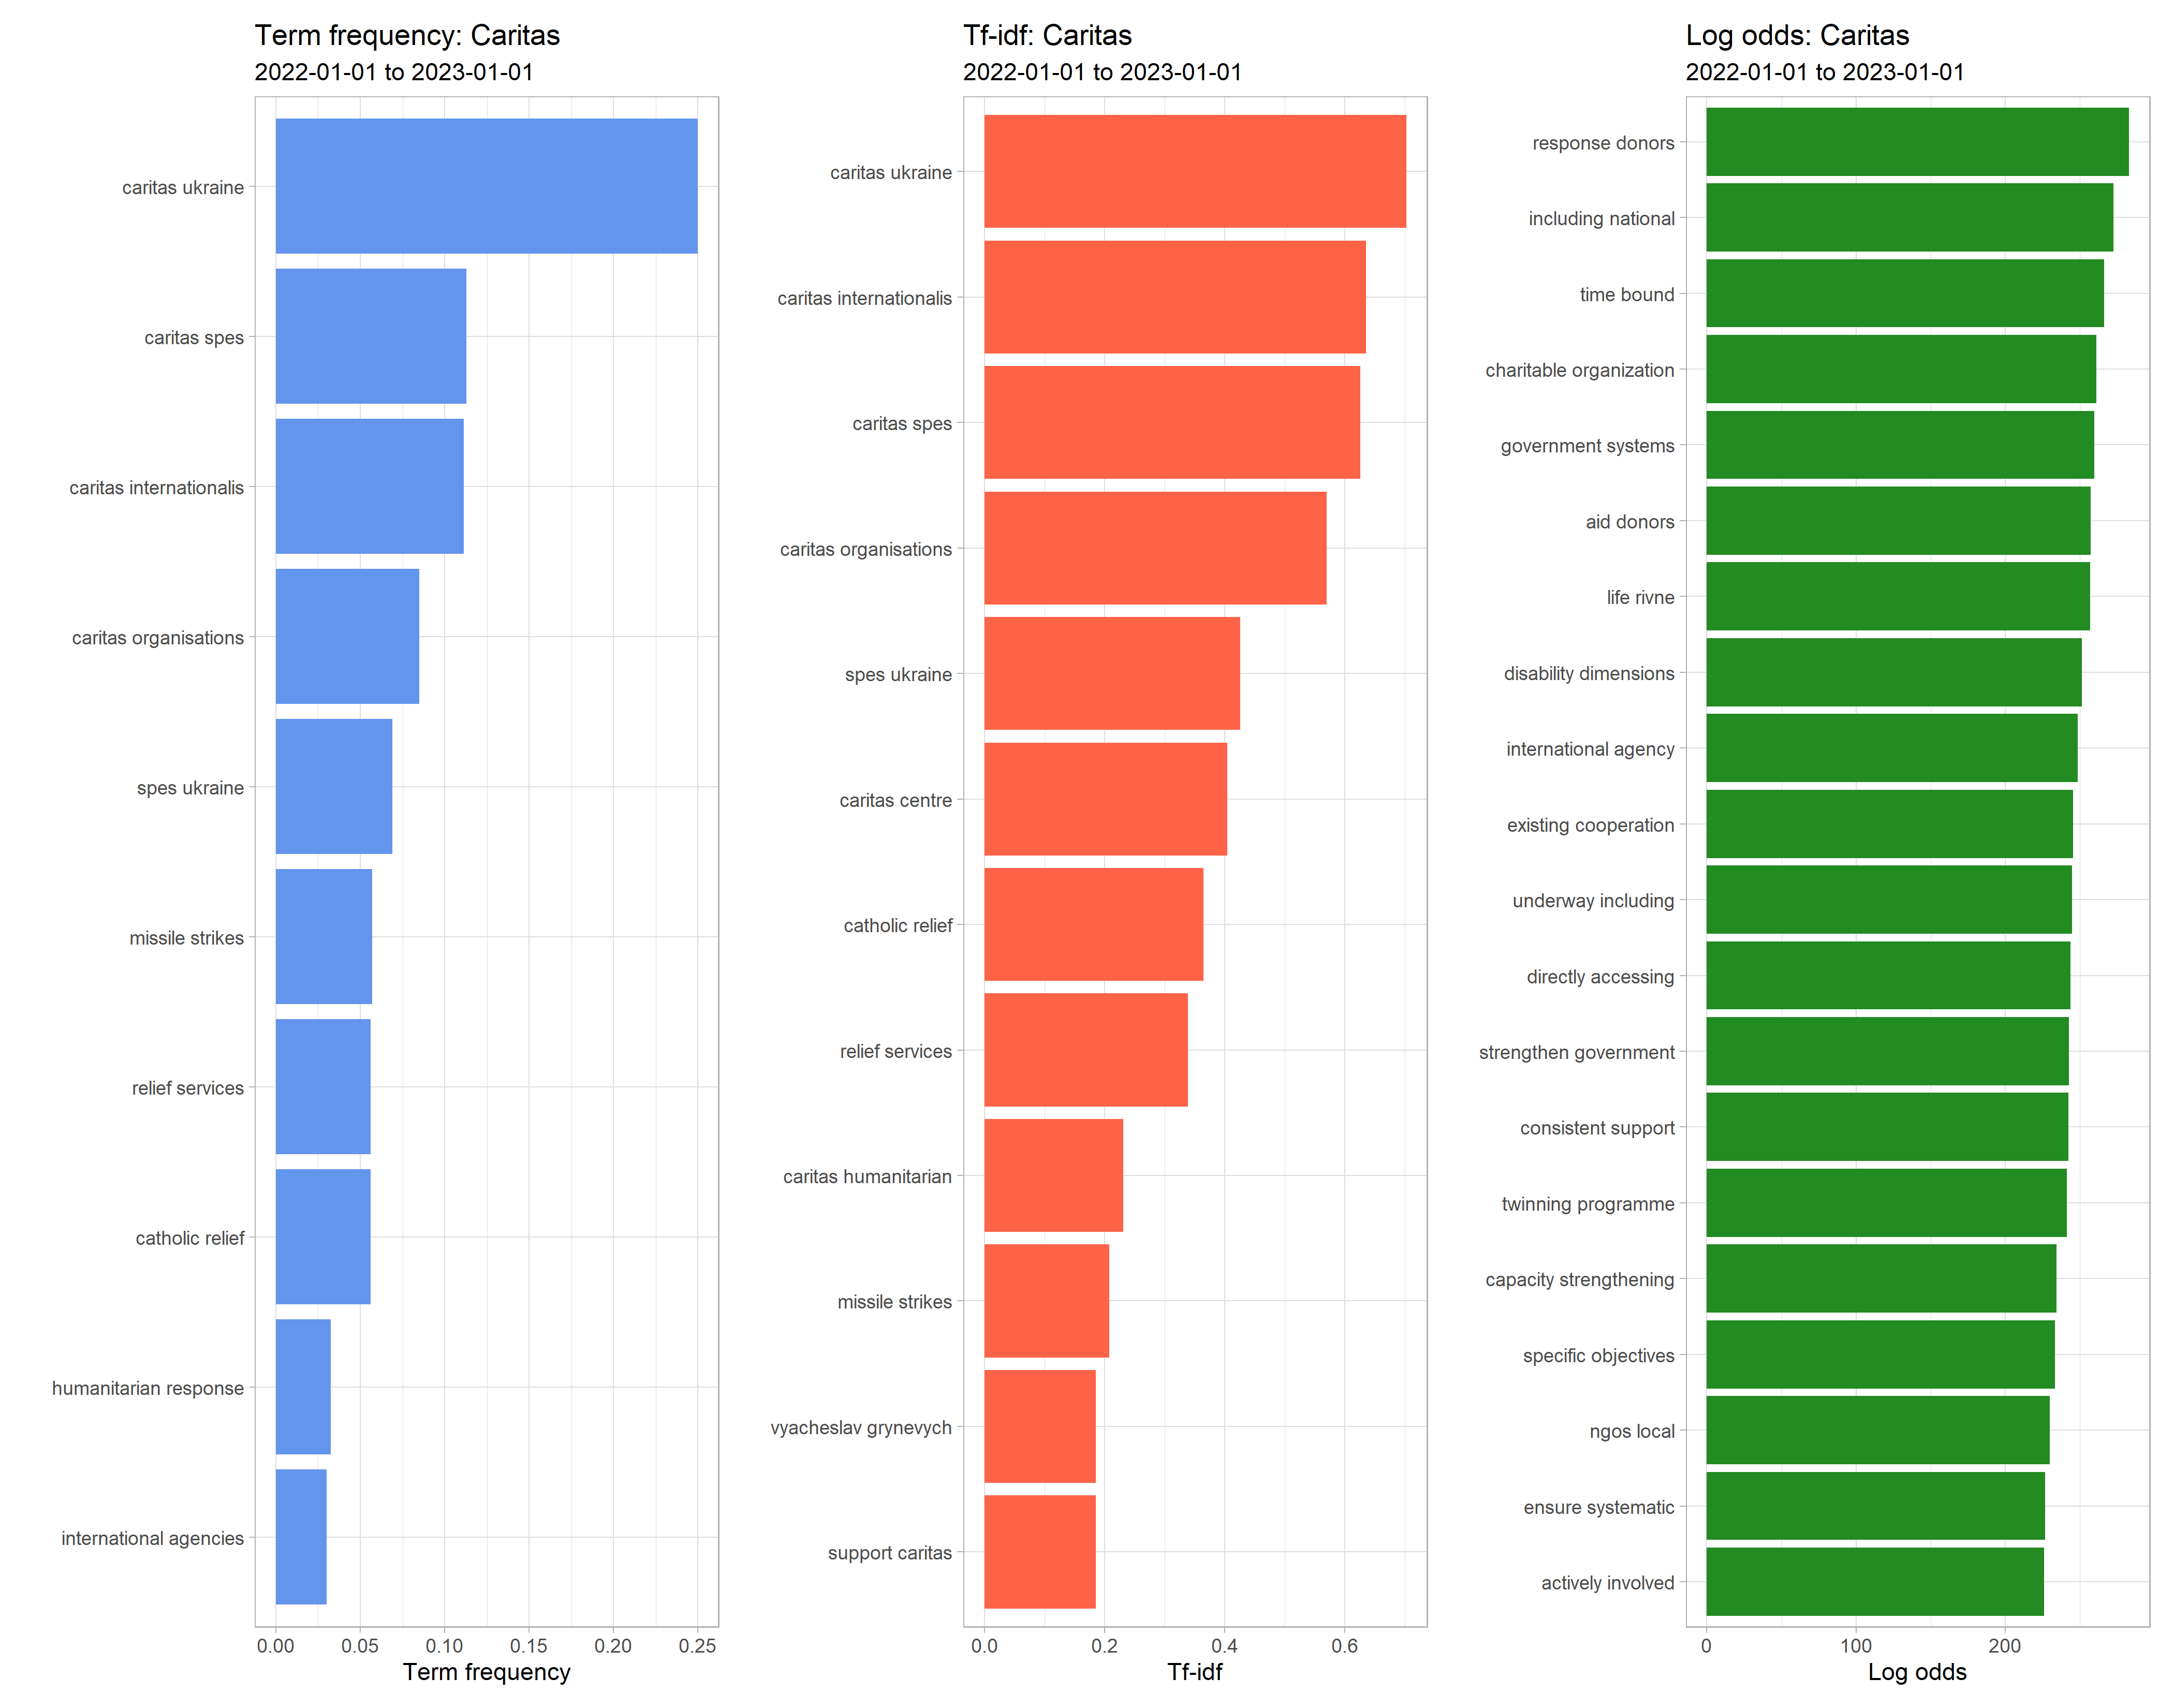 Term frequency: Caritas
2022-01-01 to 2023-01-01
caritas ukraine
caritas spes
caritas internationalis
caritas organisations
spes ukraine
missile strikes
relief services
catholic relief
humanitarian response
international agencies
0.00 0.05 0.10 0.15 0.20 0.25
Term frequency
Tf-idf: Caritas
2022-01-01 to 2023-01-01
caritas ukraine
caritas internationalis
caritas spes
caritas organisations
spes ukraine
caritas centre
catholic relief
relief services
caritas humanitarian
missile strikes
vyacheslav grynevych
support caritas
0.0 0.2 0.4 0.6
Tf-idf
Log odds: Caritas
2022-01-01 to 2023-01-01
response donors
including national
time bound
charitable organization
government systems
aid donors
life rivne
disability dimensions
international agency
existing cooperation
underway including
directly accessing
strengthen government
consistent support
twinning programme
capacity strengthening
specific objectives
ngos local
ensure systematic
actively involved
0 100 200
Log odds